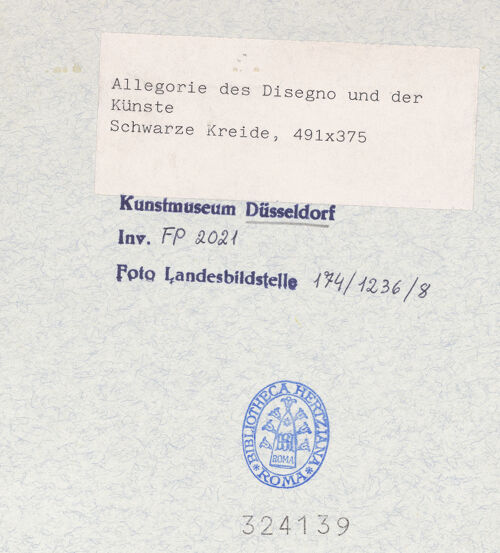 Allegorie des Disegno und der
Künste
Schwarze Kreide, 491x375
Kunstmuseum Düsseldorf
Inv. FP 2021
Foto Landesbildstelle 174/1236/8
BIBLIOTHECA HERTZIANA
ROMA
* ROMA *
324139